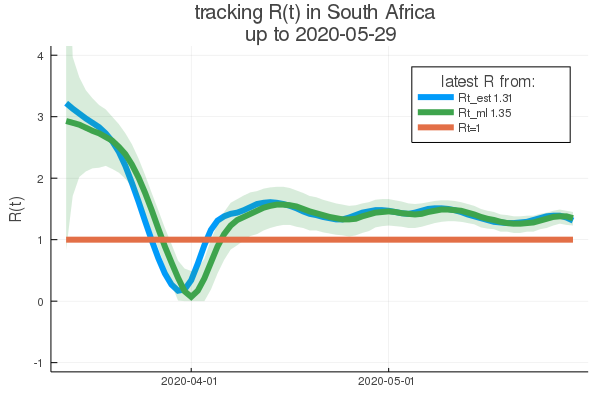 tracking R(t) in South Africa
up to 2020-05-29
latest R from:
Rt_est 1.31
Rt_ml 1.35
Rt=1
R(t)
4
3
2
1
0
-1
2020-04-01
2020-05-01